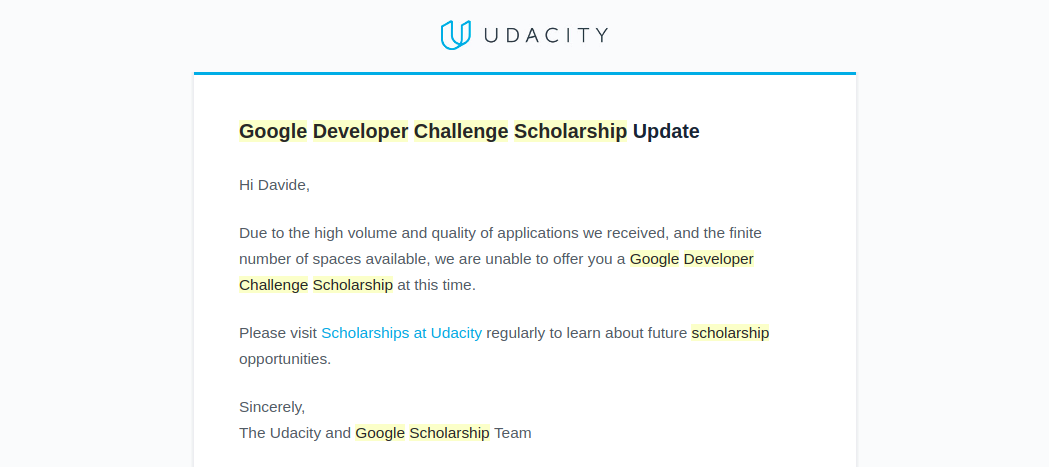 UDACITY
Google Developer Challenge Scholarship Update
Hi Davide,
Due to the high volume and quality of applications we received, and the finite
number of spaces available, we are unable to offer you a Google Developer
Challenge Scholarship at this time.
Please visit Scholarships at Udacity regularly to learn about future scholarship
opportunities.
Sincerely,
The Udacity and Google Scholarship Team